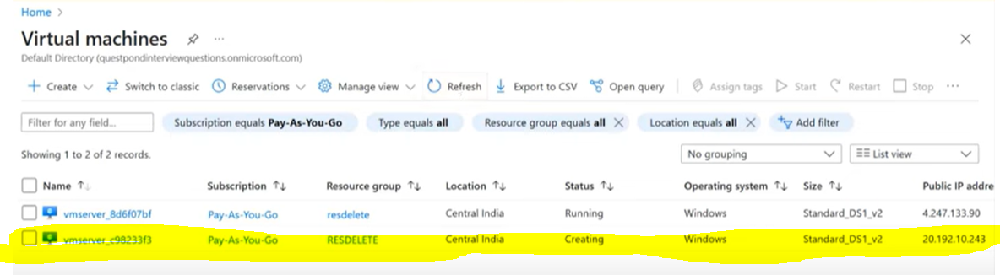 Home >
Virtual machines ...
Default Directory (questpondinterviewquestions.onmicrosoft.com)
+ Create Switch to classic Reservations Manage view Refresh Export to CSV Open query Assign tags Start Restart Stop ...
Filter for any field... Subscription equals Pay-As-You-Go Type equals all Resource group equals all Location equals all Add filter
Showing 1 to 2 of 2 records. No grouping List view
Name Subscription Resource group Location Status Operating system Size Public IP addre
vmserver_8d6f07bf Pay-As-You-Go resdelete Central India Running Windows Standard_DS1_v2 4.247.133.90
vmserver_c98233f3 Pay-As-You-Go RESDELETE Central India Creating Windows Standard_DS1_v2 20.192.10.243